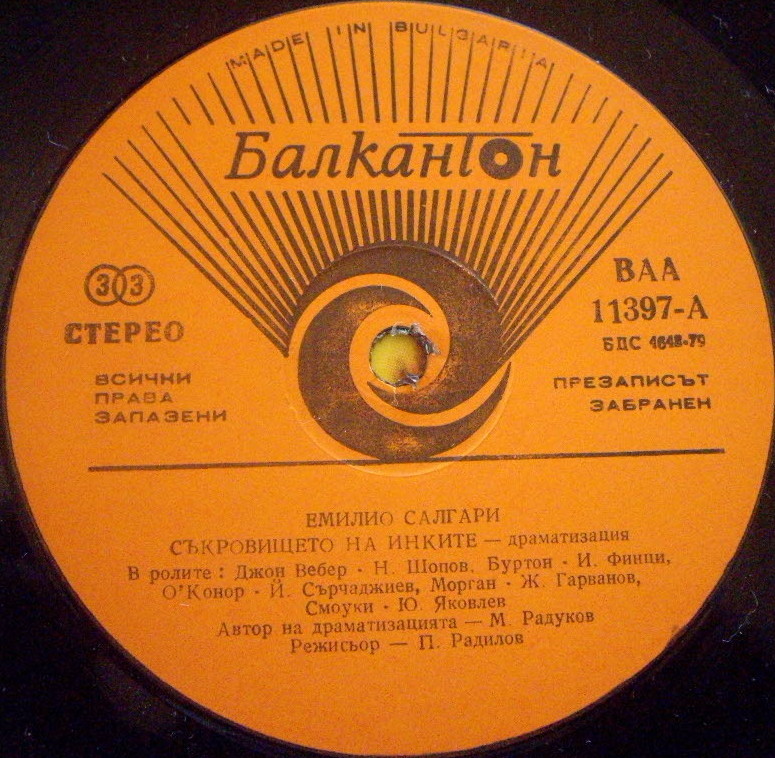 MADE IN BULGARIA
Балкантон
33
СТЕРЕО
ВСИЧКИ
ПРАВА
ЗАПАЗЕНИ
ВАА
11397-А
БДС 4648-79
ПРЕЗАПИСЪТ
ЗАБРАНЕН
ЕМИЛИО САЛГАРИ
СЪКРОВИЩЕТО НА ИНКИТЕ — драматизация
В ролите : Джон Вебер - Н. Шопов, Буртон - И. Финци,
О'Конор - Й. Сърчаджиев, Морган - Ж. Гарванов,
Смоуки - Ю. Яковлев
Автор на драматизацията — М. Радуков
Режисьор — П. Радилов